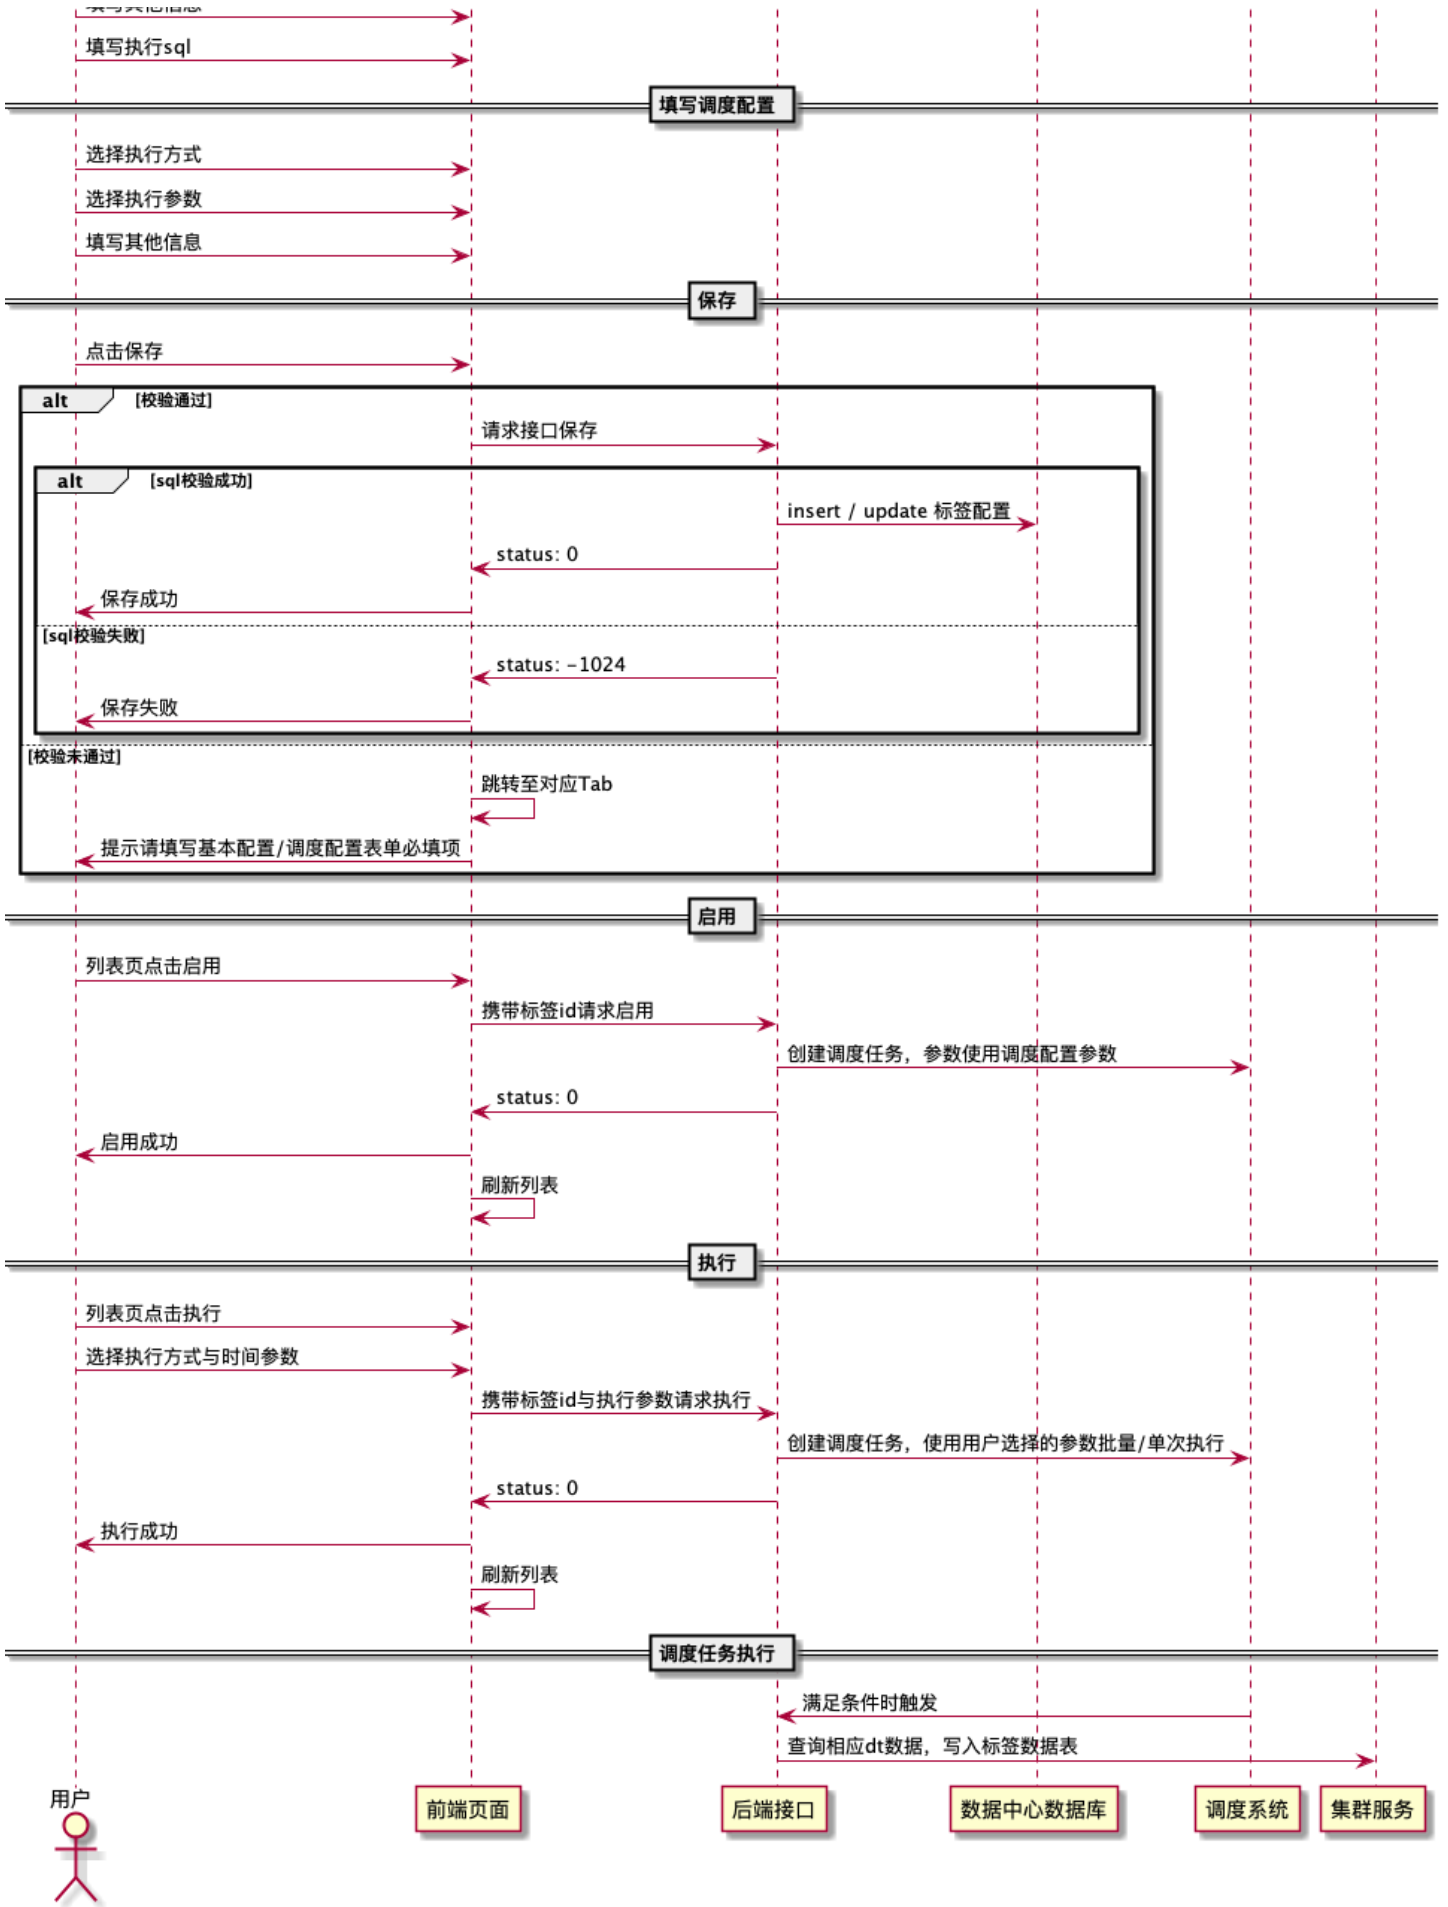 填写其他信息
填写执行sql
填写调度配置
选择执行方式
选择执行参数
填写其他信息
保存
点击保存
alt [校验通过]
请求接口保存
alt [sql校验成功]
insert / update 标签配置
status: 0
保存成功
[sql校验失败]
status: -1024
保存失败
[校验未通过]
跳转至对应Tab
提示请填写基本配置/调度配置表单必填项
启用
列表页点击启用
携带标签id请求启用
创建调度任务，参数使用调度配置参数
status: 0
启用成功
刷新列表
执行
列表页点击执行
选择执行方式与时间参数
携带标签id与执行参数请求执行
创建调度任务，使用用户选择的参数批量/单次执行
status: 0
执行成功
刷新列表
调度任务执行
满足条件时触发
查询相应dt数据，写入标签数据表
用户 前端页面 后端接口 数据中心数据库 调度系统 集群服务